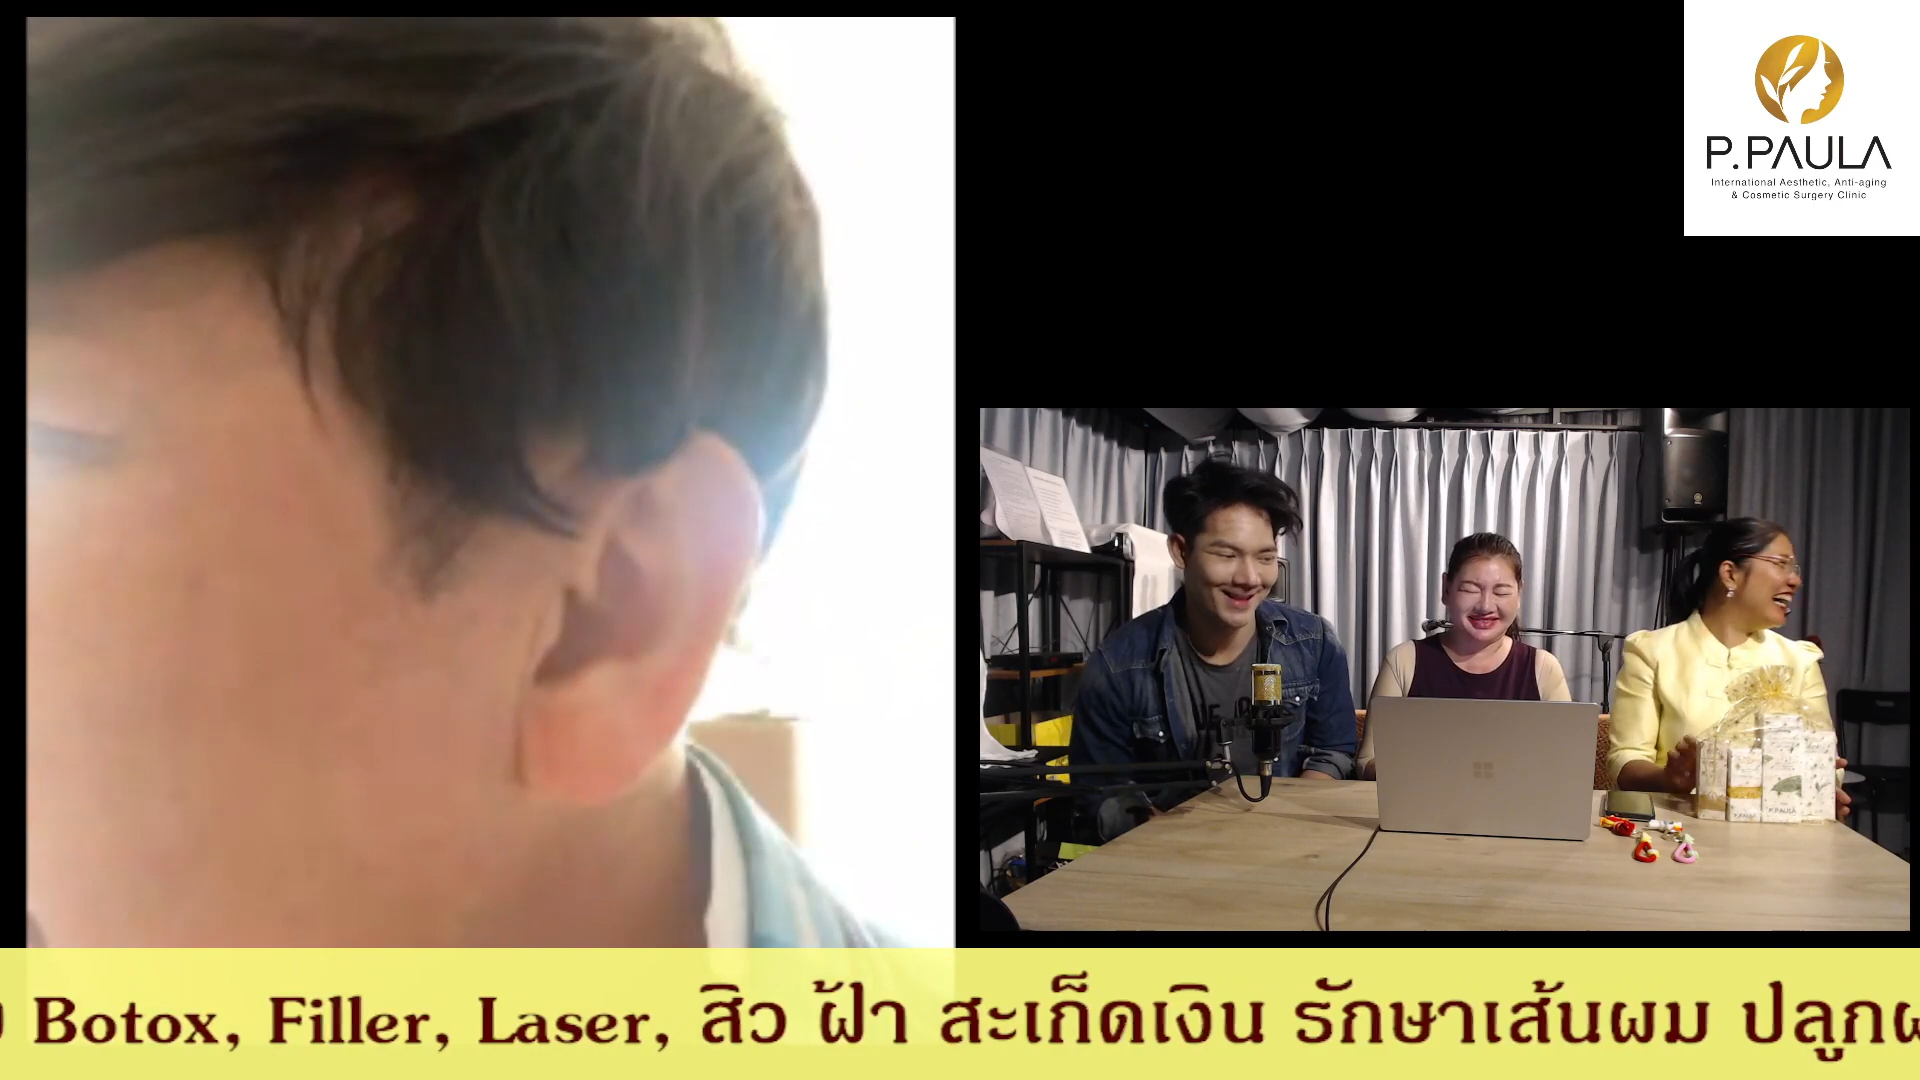 P.PAULA
International Aesthetic, Anti-aging
& Cosmetic Surgery Clinic
P.PAULA
Botox, Filler, Laser, สิว ฝ้า สะเก็ดเงิน รักษาเส้นผม ปลูก